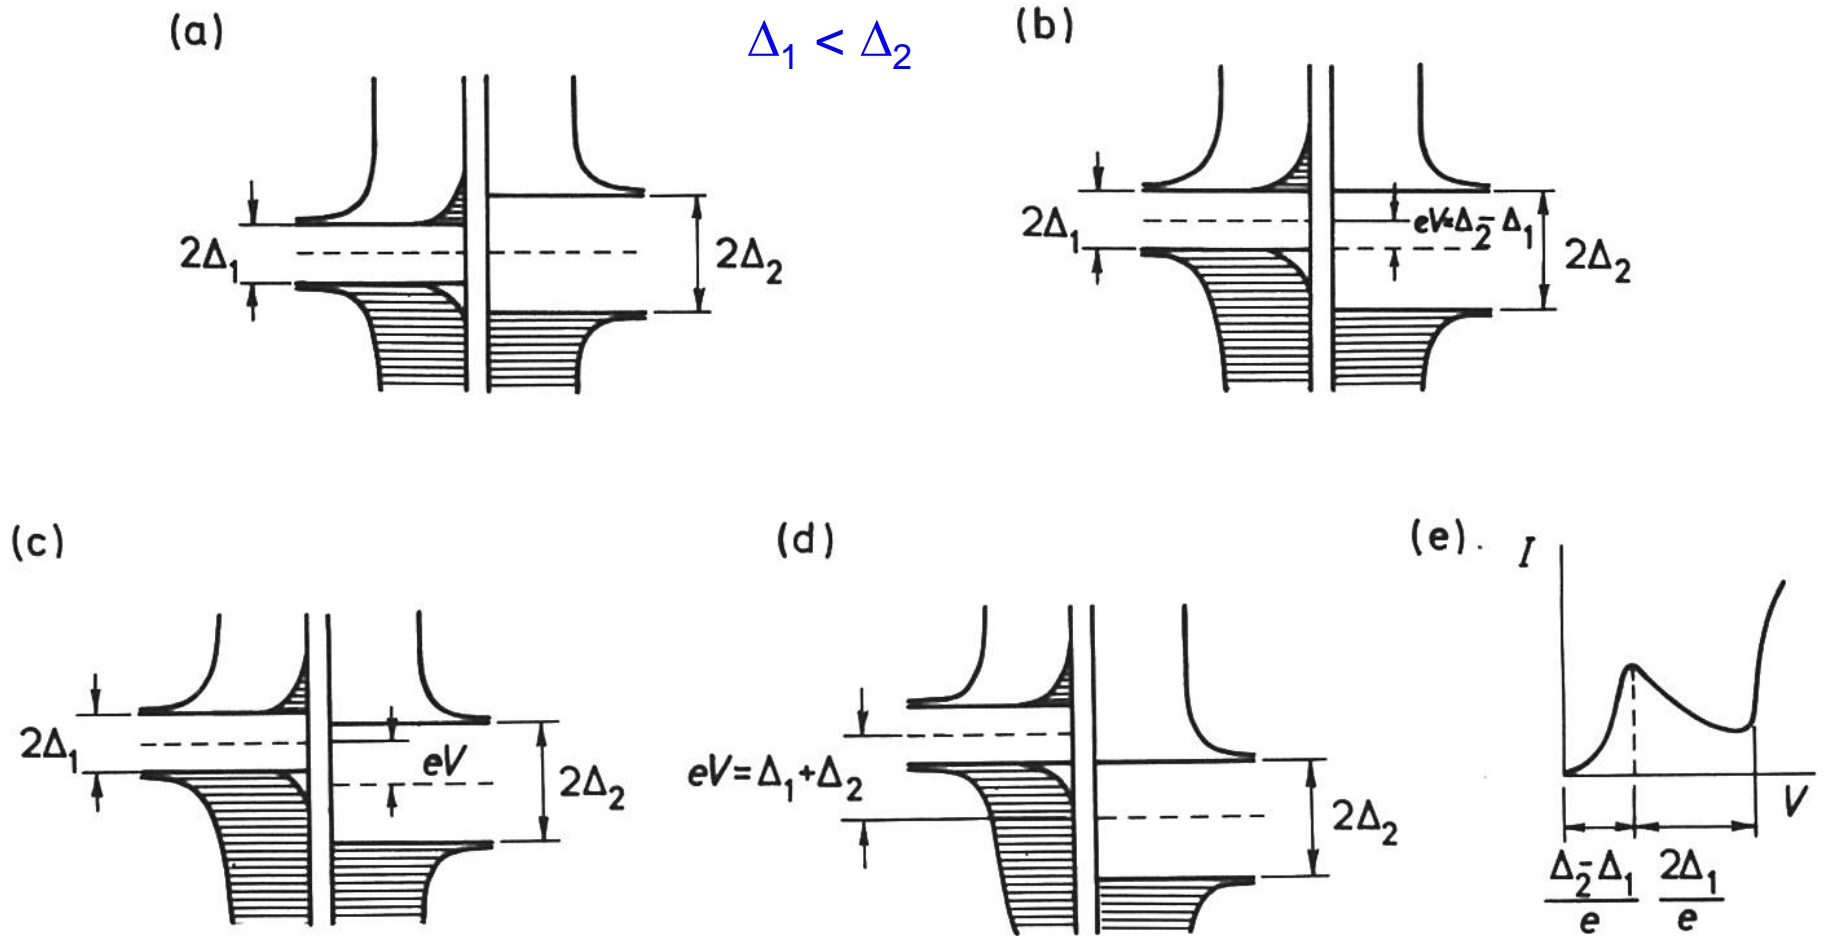 (a)
Δ₁ < Δ₂
(b)
2Δ₁
2Δ₂
2Δ₁
eV=Δ₂-Δ₁
2Δ₂
(c)
(d)
(e).
I
2Δ₁
eV
2Δ₂
eV=Δ₁+Δ₂
2Δ₂
V
Δ₂-Δ₁
e
2Δ₁
e